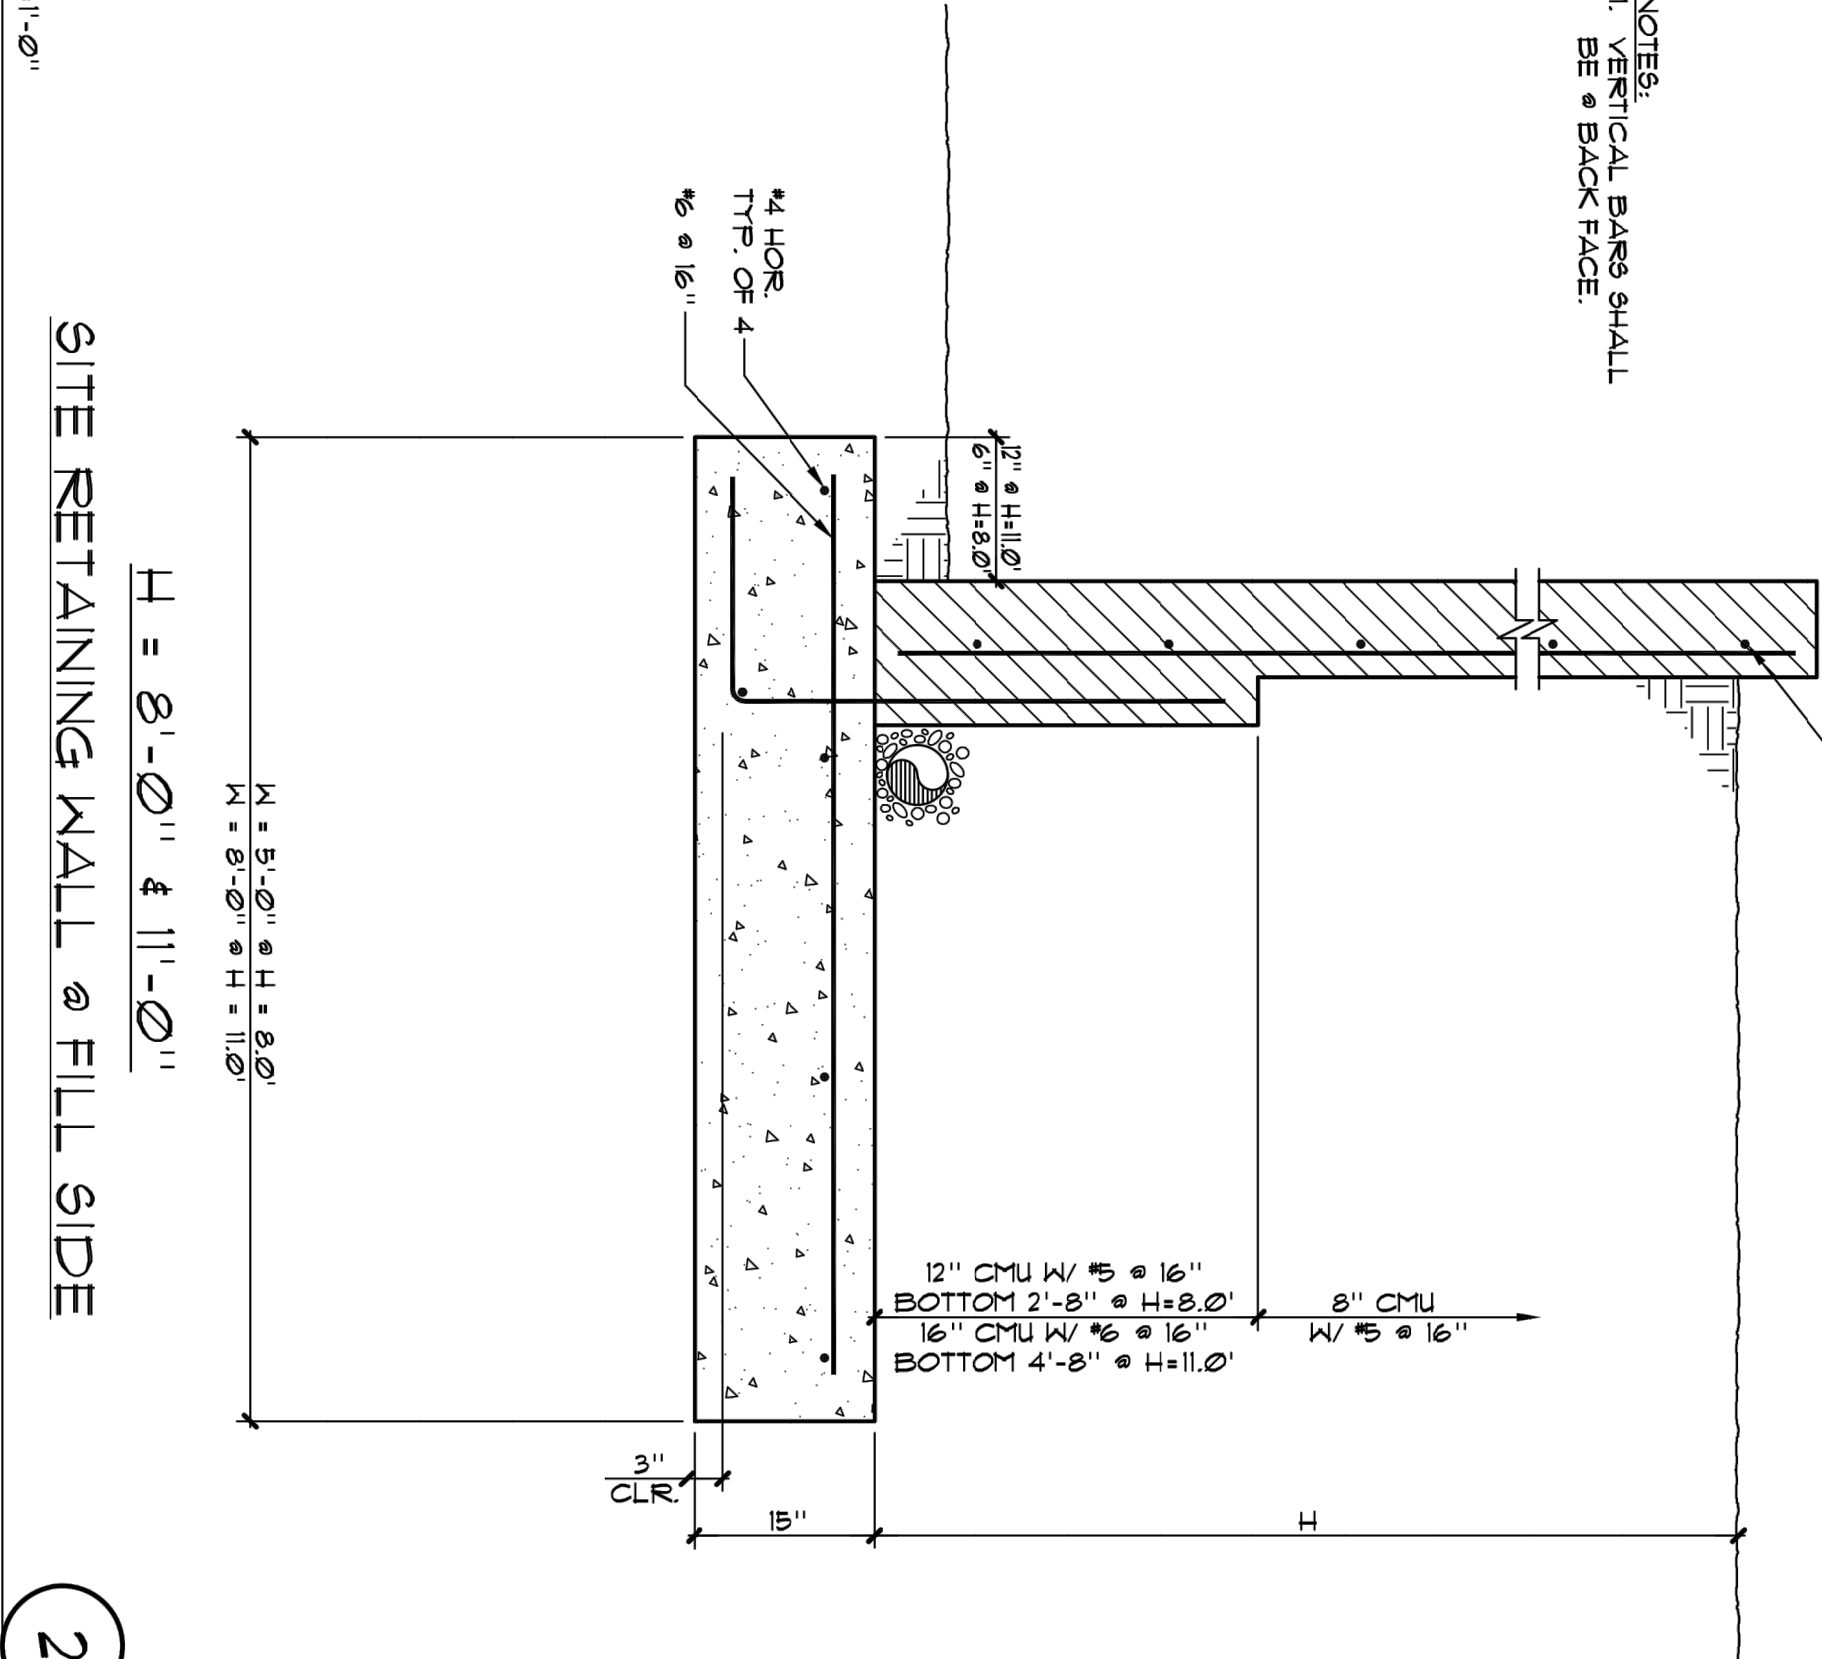 NOTES:
1. VERTICAL BARS SHALL
BE @ BACK FACE.
12" @ H=11.0'
6" @ H=8.0'
#4 HOR.
TYP. OF 4
#6 @ 16"
12" CMU W/ #5 @ 16"
BOTTOM 2'-8" @ H=8.0'
16" CMU W/ #6 @ 16"
BOTTOM 4'-8" @ H=11.0'
8" CMU
W/ #5 @ 16"
H
15"
3"
CLR.
W = 5'-0" @ H = 8.0'
W = 8'-0" @ H = 11.0'
H = 8'-0" & 11'-0"
SITE RETAINING WALL @ FILL SIDE
1'-0"
2